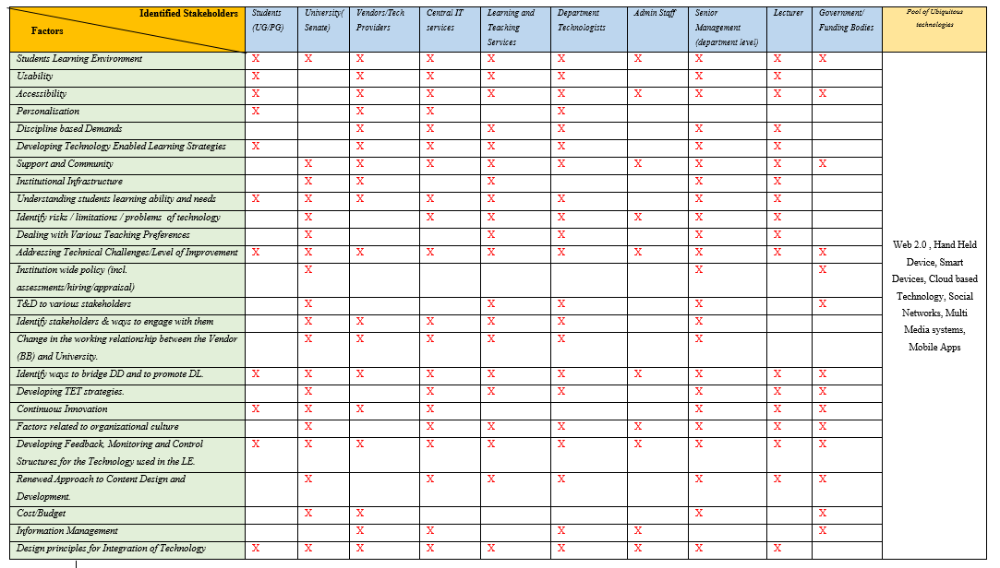 Identified Stakeholders
Factors
Students
(UG/PG)
University(
Senate)
Vendors/Tech
Providers
Central IT
services
Learning and
Teaching
Services
Department
Technologists
Admin Staff
Senior
Management
(department level)
Lecturer
Government/
Funding Bodies
Pool of Ubiquitous
technologies
Students Learning Environment X X X X X X X X X X
Usability X X X X X X X
Accessibility X X X X X X X X X
Personalisation X X X X
Discipline based Demands X X X X X X
Developing Technology Enabled Learning Strategies X X X X X X X
Support and Community X X X X X X X X X
Institutional Infrastructure X X X X X
Understanding students learning ability and needs X X X X X X X X
Identify risks / limitations / problems of technology X X X X X X X
Dealing with Various Teaching Preferences X X X X X
Addressing Technical Challenges/Level of Improvement X X X X X X X X X X
Institution wide policy (incl. X X X
assessments/hiring/appraisal)
T&D to various stakeholders X X X X X
Identify stakeholders & ways to engage with them X X X X X X
Change in the working relationship between the Vendor X X X X X X
(BB) and University.
Identify ways to bridge DD and to promote DL. X X X X X X X X X X
Developing TET strategies. X X X X X X X
Continuous Innovation X X X X X X X
Factors related to organizational culture X X X X X X X X
Developing Feedback, Monitoring and Control X X X X X X X X X X
Structures for the Technology used in the LE.
Renewed Approach to Content Design and X X X X X X X
Development.
Cost/Budget X X X X
Information Management X X X X X
Design principles for Integration of Technology X X X X X X X X X
Web 2.0 , Hand Held
Device, Smart
Devices, Cloud based
Technology, Social
Networks, Multi
Media systems,
Mobile Apps